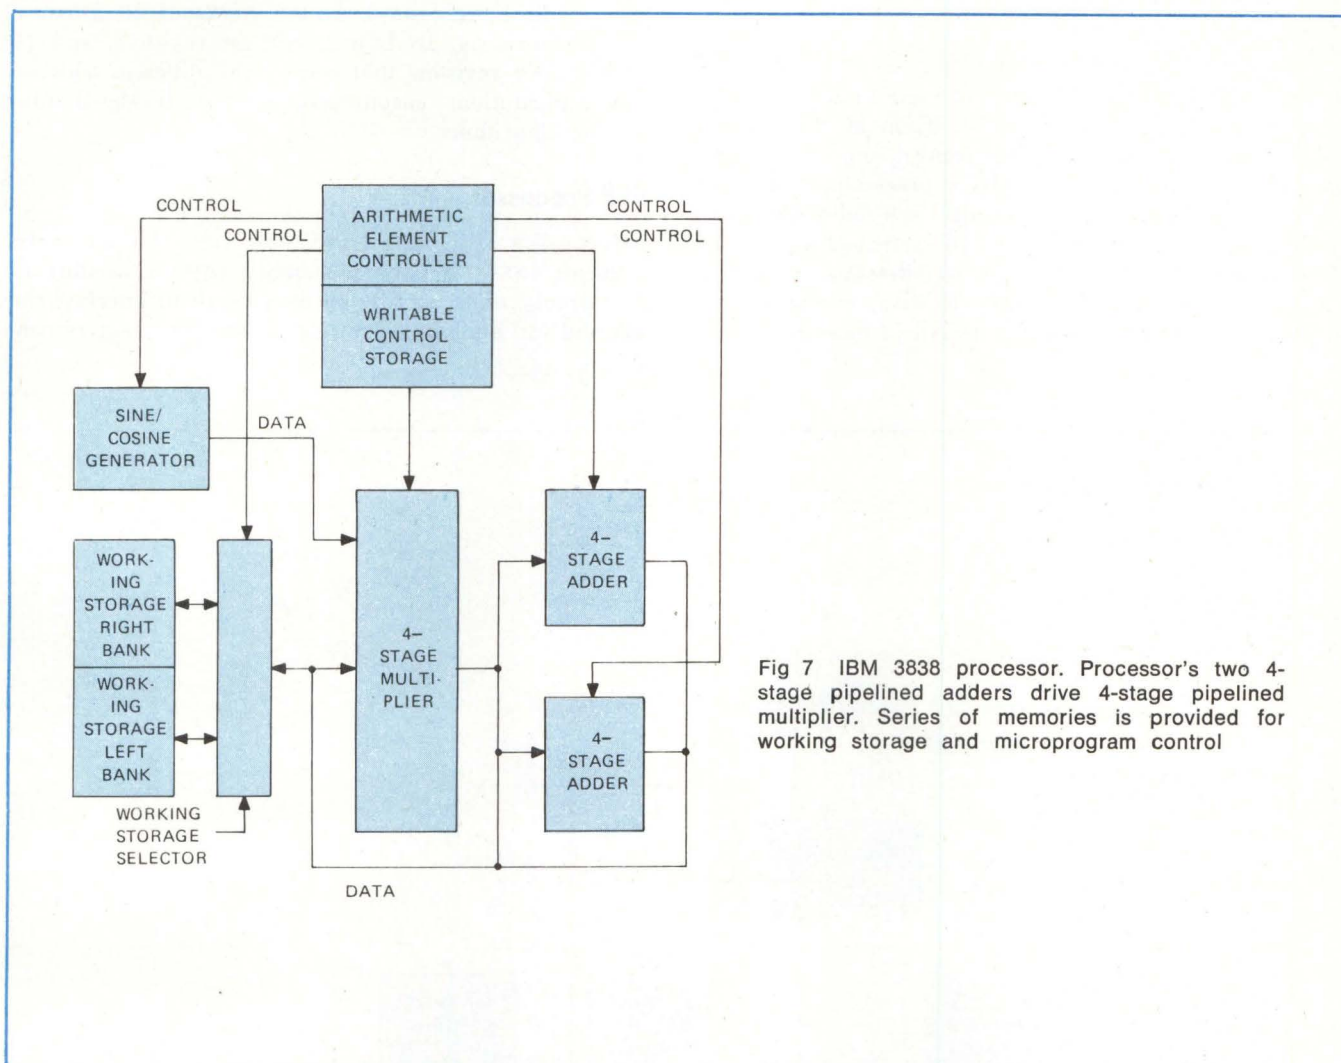 CONTROL
CONTROL
ARITHMETIC
ELEMENT
CONTROLLER
CONTROL
CONTROL
WRITABLE
CONTROL
STORAGE
SINE/
COSINE
GENERATOR
DATA
WORK-
ING
STORAGE
RIGHT
BANK
WORK-
ING
STORAGE
LEFT
BANK
4-
STAGE
MULTI-
PLIER
4-
STAGE
ADDER
4-
STAGE
ADDER
WORKING
STORAGE
SELECTOR
DATA
Fig 7 IBM 3838 processor. Processor's two 4-
stage pipelined adders drive 4-stage pipelined
multiplier. Series of memories is provided for
working storage and microprogram control